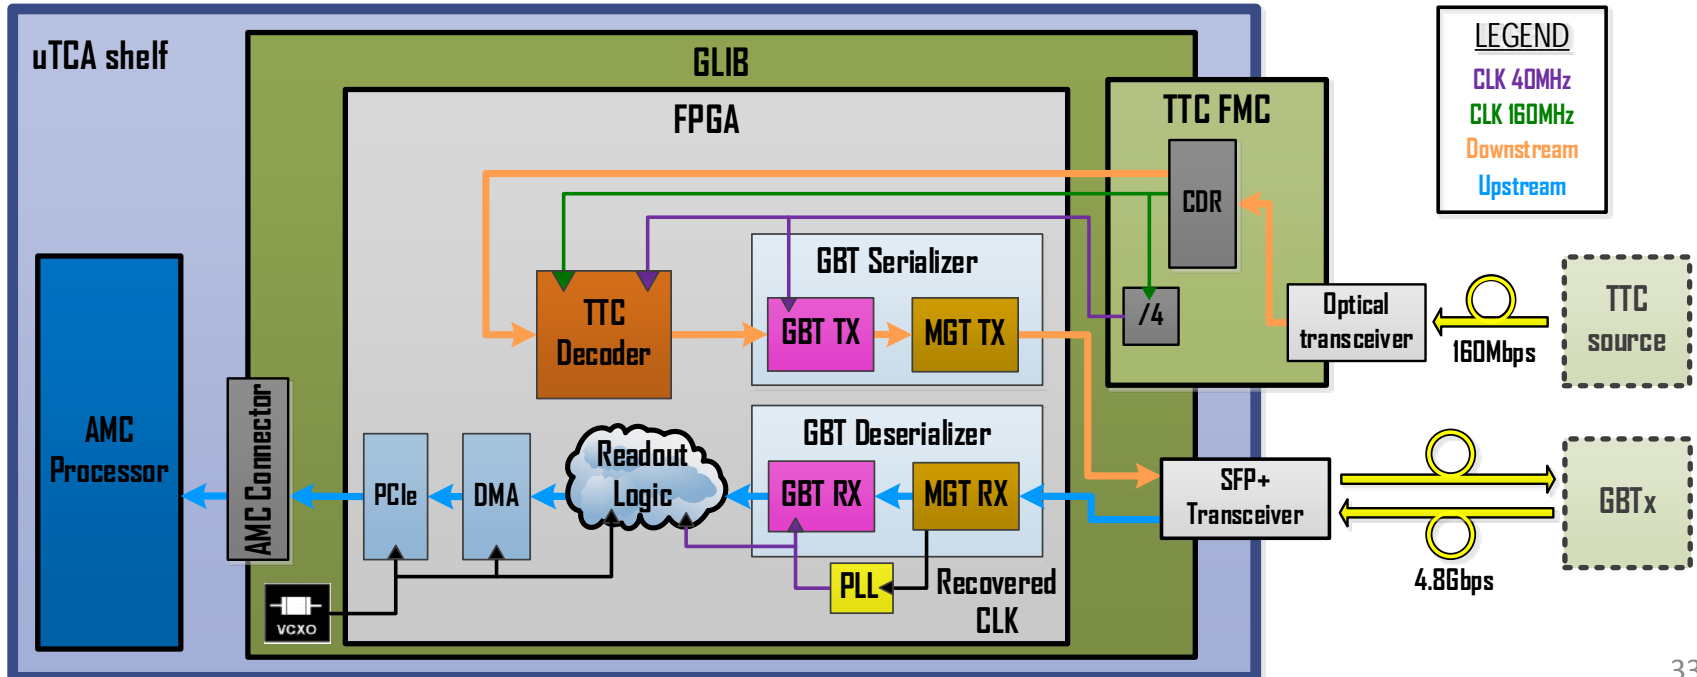 uTCA shelf
GLIB
FPGA
TTC FMC
CDR
/4
LEGEND
CLK 40MHz
CLK 160MHz
Downstream
Upstream
GBT Serializer
TTC
Decoder
GBT TX
MGT TX
Optical
transceiver
160Mbps
TTC
source
AMC
Processor
AMC Connector
PCIe
DMA
Readout
Logic
GBT Deserializer
GBT RX
MGT RX
SFP+
Transceiver
4.8Gbps
GBTx
PLL
Recovered
CLK
VCXO
33